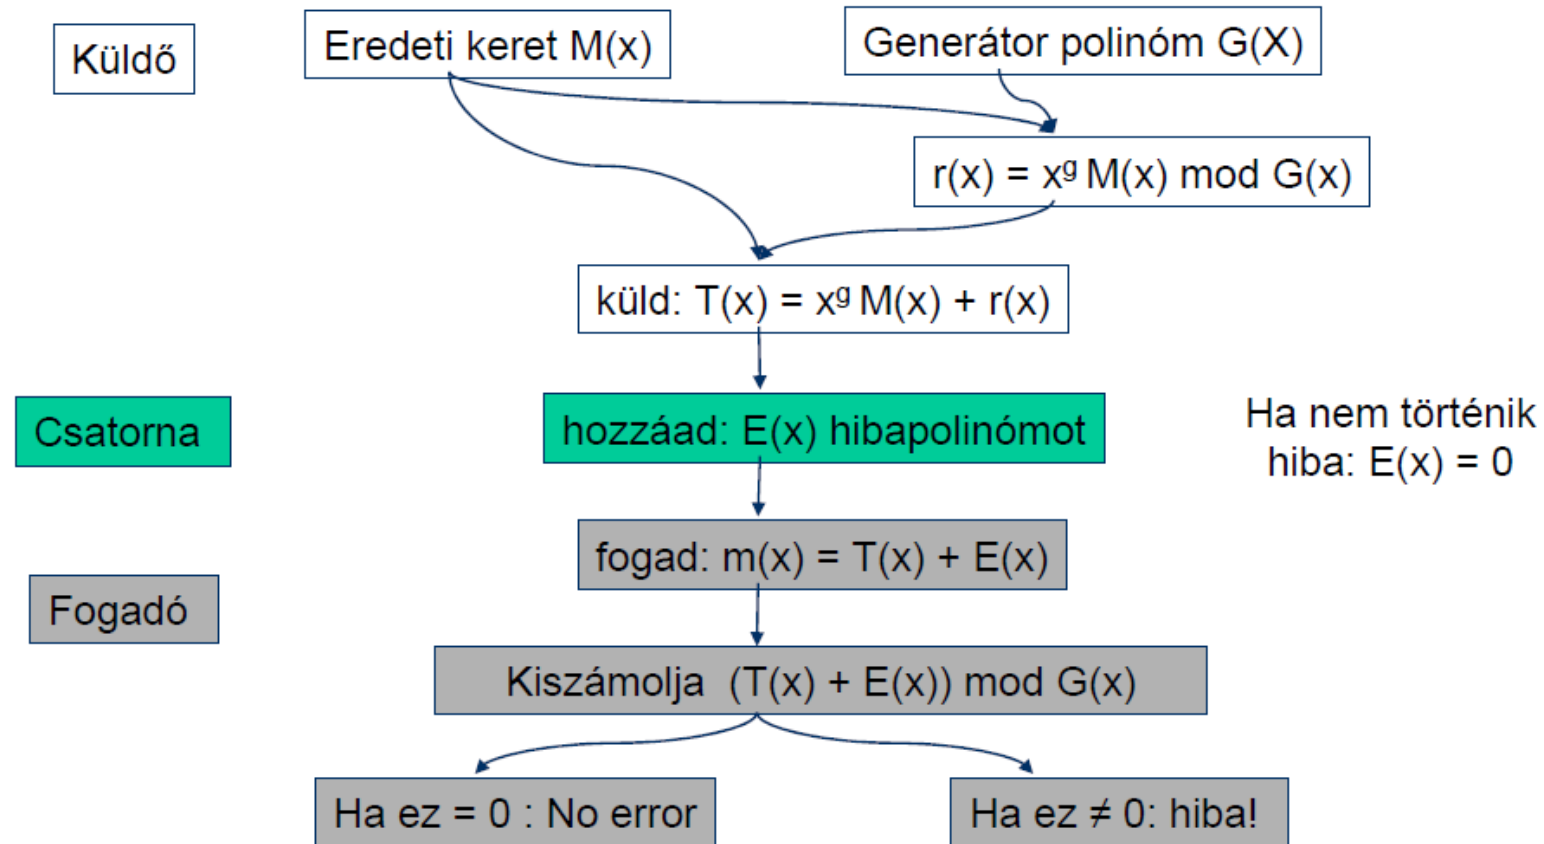 Küldő
Eredeti keret M(x)
Generátor polinóm G(X)
r(x) = xᵍ M(x) mod G(x)
küld: T(x) = xᵍ M(x) + r(x)
Csatorna
hozzáad: E(x) hibapolinómot
Ha nem történik
hiba: E(x) = 0
fogad: m(x) = T(x) + E(x)
Fogadó
Kiszámolja (T(x) + E(x)) mod G(x)
Ha ez = 0 : No error
Ha ez ≠ 0: hiba!